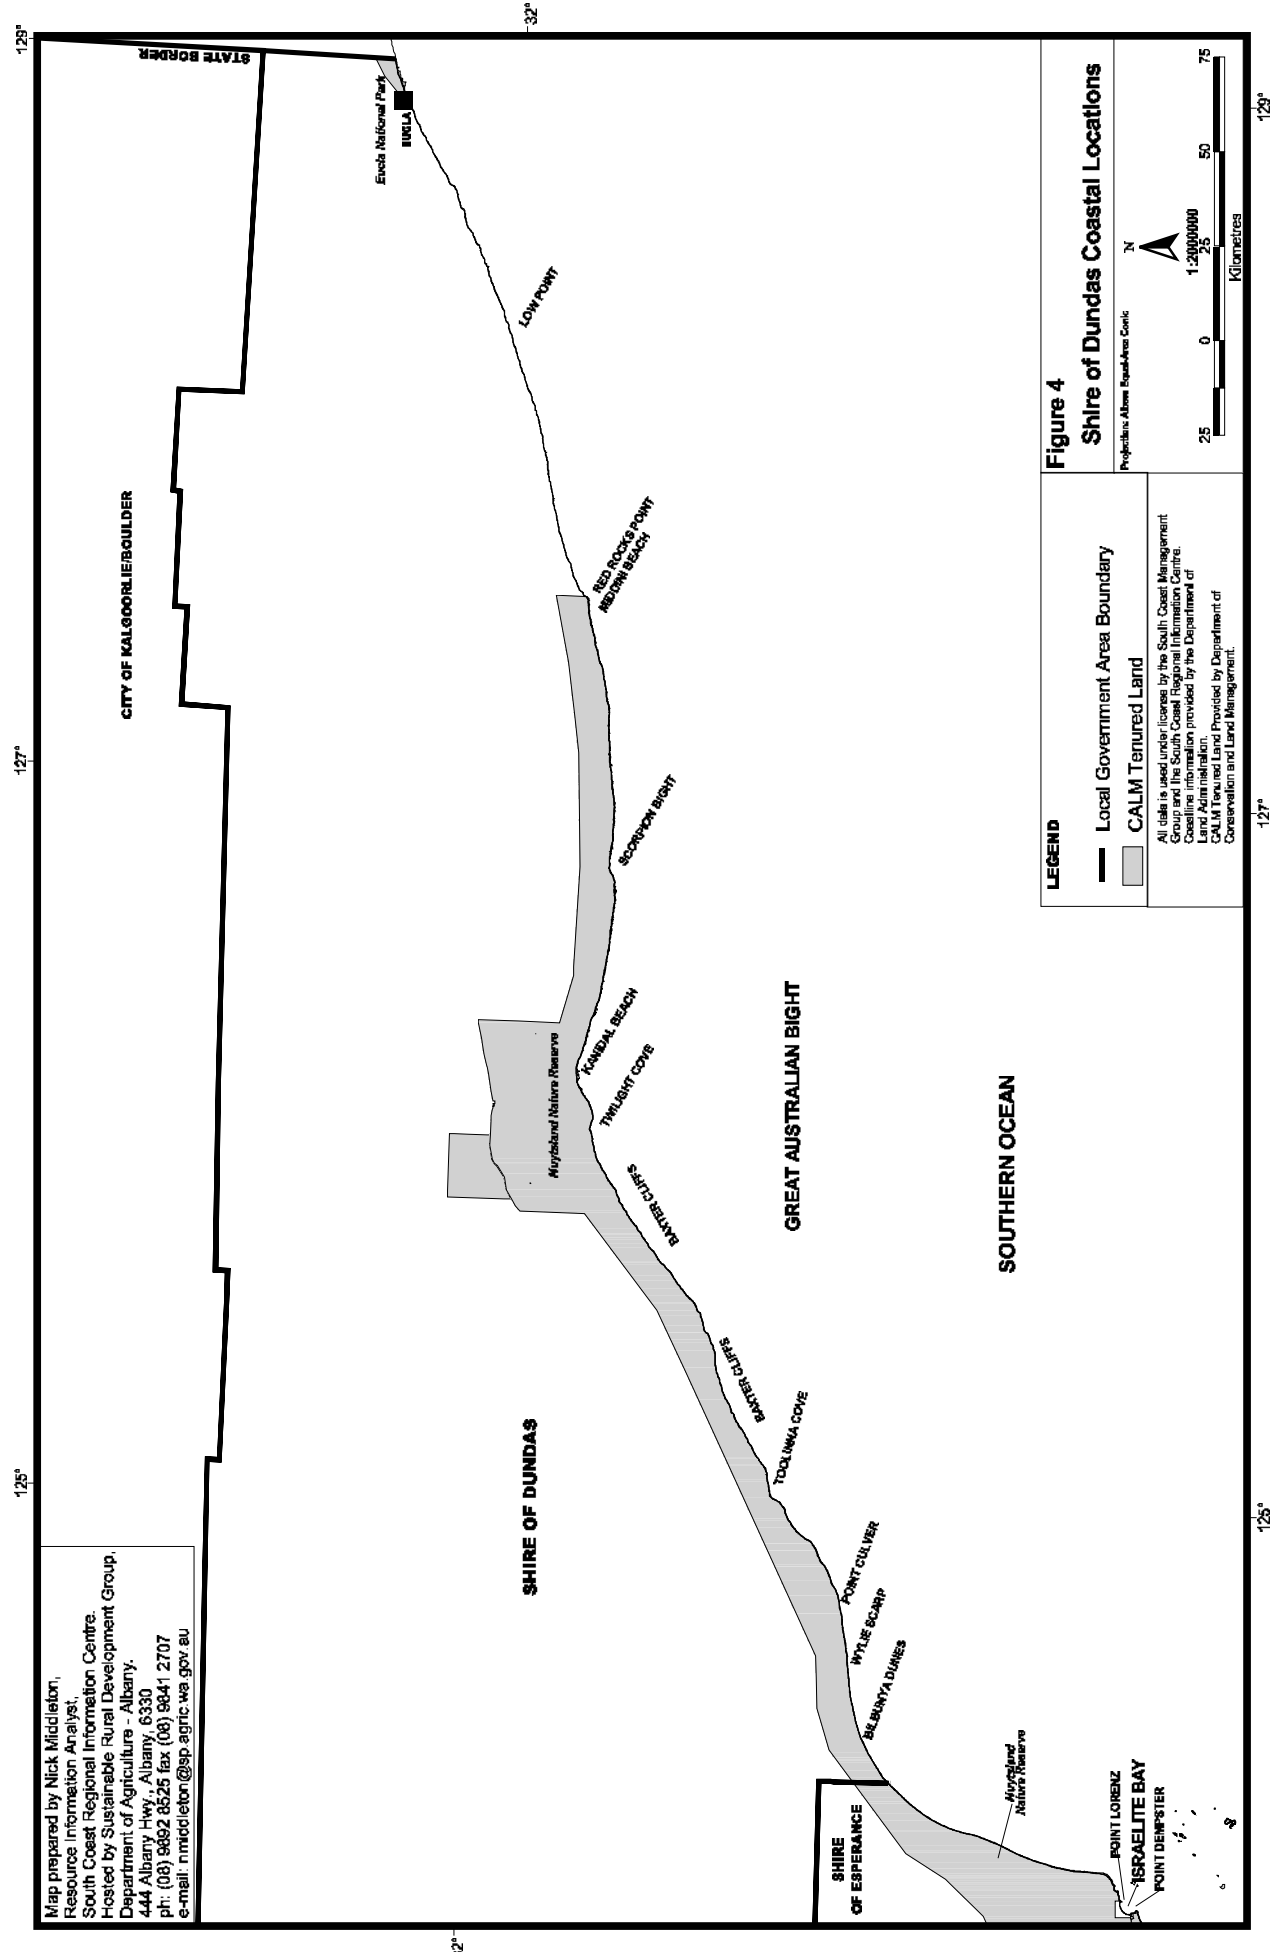 Map prepared by Nick Middleton,
Resource Information Analyst,
South Coast Regional Information Centre.
Hosted by Sustainable Rural Development Group,
Department of Agriculture - Albany.
444 Albany Hwy,, Albany, 6330
ph: (08) 9892 8525 fax (08) 9841 2707
e-mail: nmiddleton@sp.agric.wa.gov.au
125°
127°
129°
32°
CITY OF KALGOORLIE/BOULDER
STATE BORDER
Eucla National Park
EUCLA
LOW POINT
RED ROCKS POINT
MIDDINI BEACH
SCORPION BIGHT
KANIDAL BEACH
TWILIGHT COVE
Nuytsland Nature Reserve
BAXTER CLIFFS
BAXTER CLIFFS
TOOLINNA COVE
POINT CULVER
WYLIE SCARP
BILBUNYA DUNES
SHIRE OF DUNDAS
SHIRE
OF ESPERANCE
Nuytsland
Nature Reserve
POINT LORENZ
ISRAELITE BAY
POINT DEMPSTER
GREAT AUSTRALIAN BIGHT
SOUTHERN OCEAN
LEGEND
Local Government Area Boundary
CALM Tenured Land
All data is used under license by the South Coast Management
Group and the South Coast Regional Information Centre.
Coastline information provided by the Department of
Land Administration.
CALM Tenured Land Provided by Department of
Conservation and Land Management.
Figure 4
Shire of Dundas Coastal Locations
Projection: Albers Equal-Area Conic
N
1:2000000
25 0 25 50 75
Kilometres
125°
127°
129°